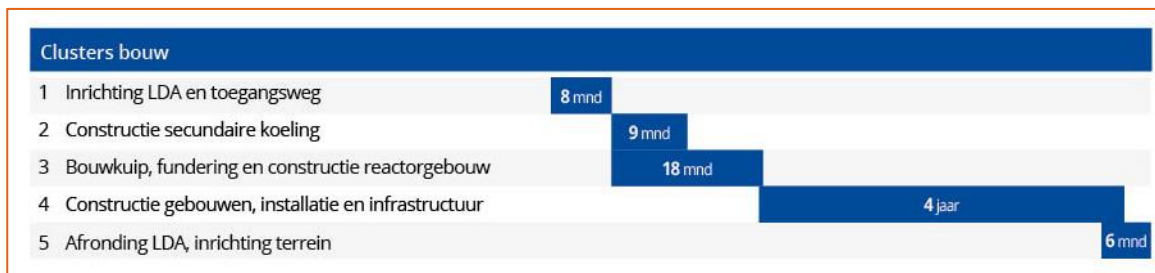 Clusters bouw
1 Inrichting LDA en toegangsweg 8 mnd
2 Constructie secundaire koeling 9 mnd
3 Bouwkuip, fundering en constructie reactorgebouw 18 mnd
4 Constructie gebouwen, installatie en infrastructuur 4 jaar
5 Afronding LDA, inrichting terrein 6 mnd